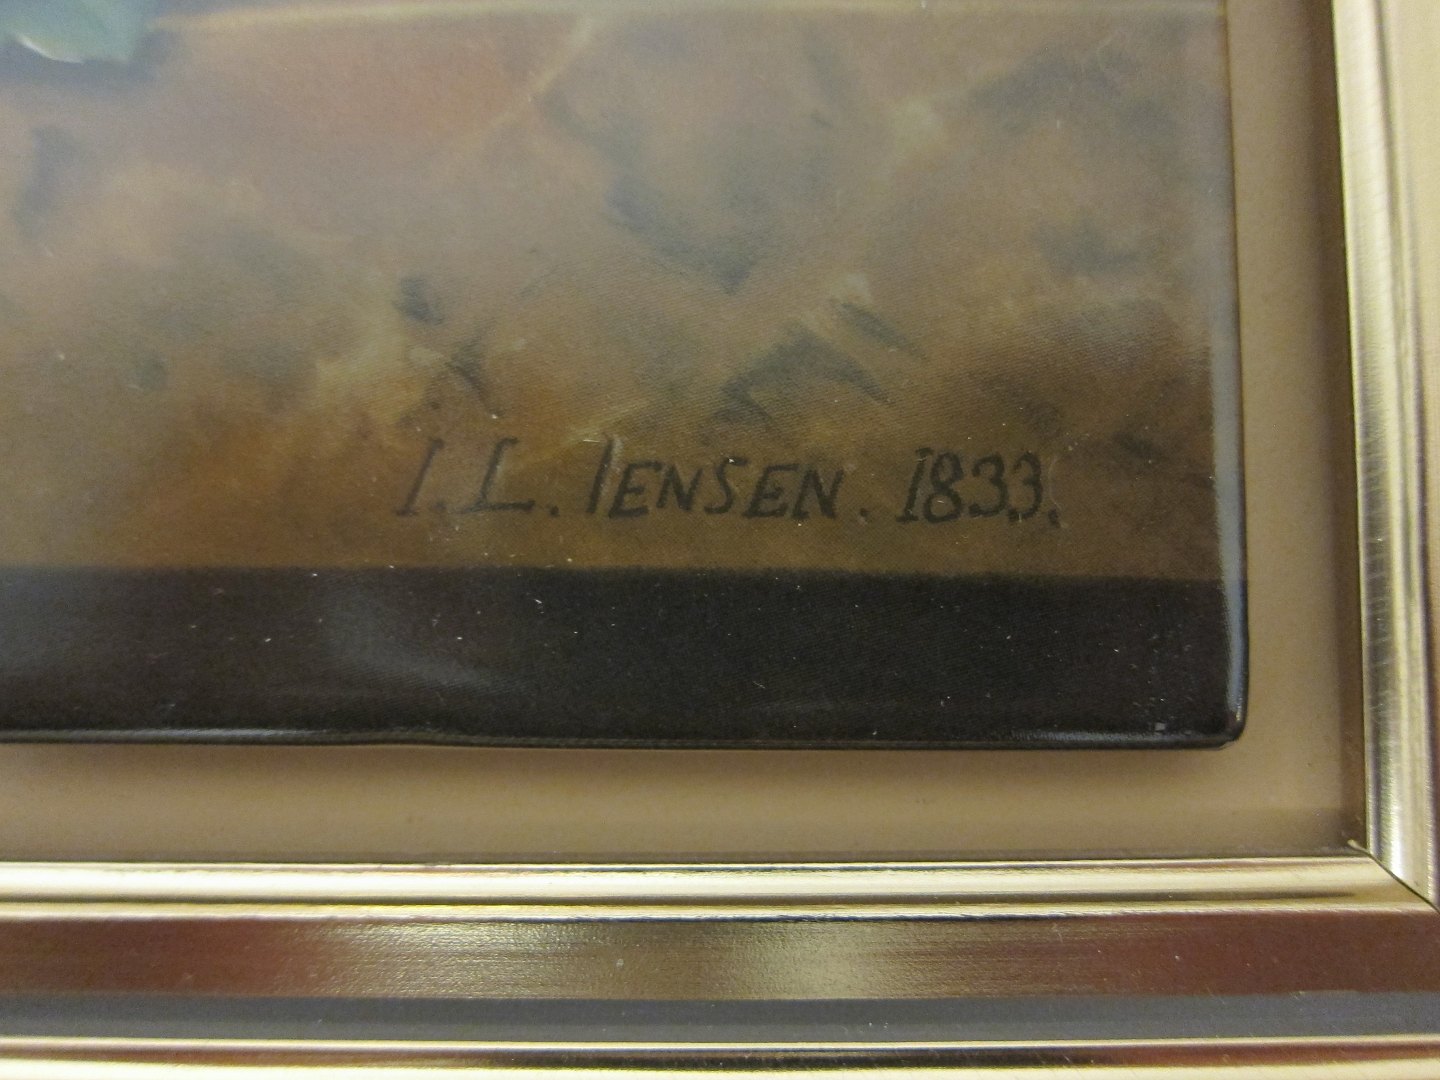 I. L. IENSEN. 1833.